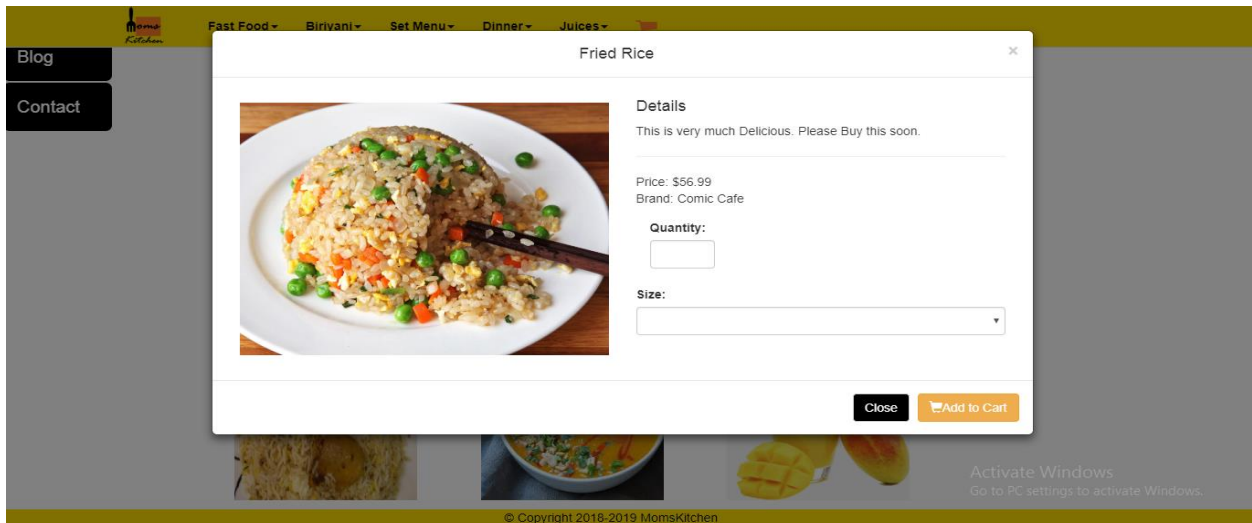 Moms
Kitchen
Fast Food Biriyani Set Menu Dinner Juices
Blog
Contact
Fried Rice ×
Details
This is very much Delicious. Please Buy this soon.
Price: $56.99
Brand: Comic Cafe
Quantity:
Size:
Close Add to Cart
Activate Windows
Go to PC settings to activate Windows.
© Copyright 2018-2019 MomsKitchen